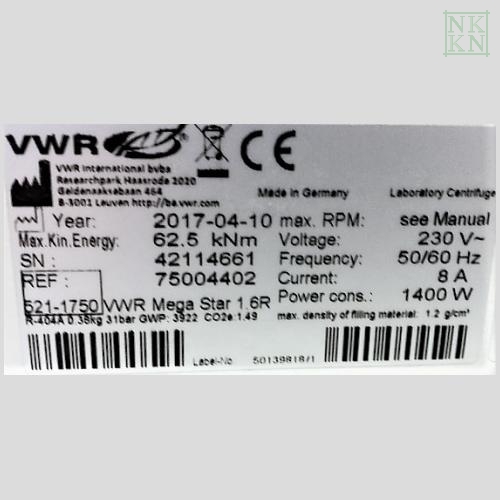 NK
KN
VWR
CE
VWR International bvba
Researchpark Haasrode 2020
Geldenaaksebaan 464
B-3001 Leuven http://be.vwr.com
Made in Germany Laboratory Centrifuge
Year: 2017-04-10 max. RPM: see Manual
Max.Kin.Energy: 62.5 kNm Voltage: 230 V~
SN : 42114661 Frequency: 50/60 Hz
REF : 75004402 Current: 8 A
521-1750 VWR Mega Star 1.6R Power cons.: 1400 W
R-404A 0.38kg 31bar GWP: 3922 CO2e:1.49 max. density of filling material: 1.2 g/cm³
Label-No. 50139818/1